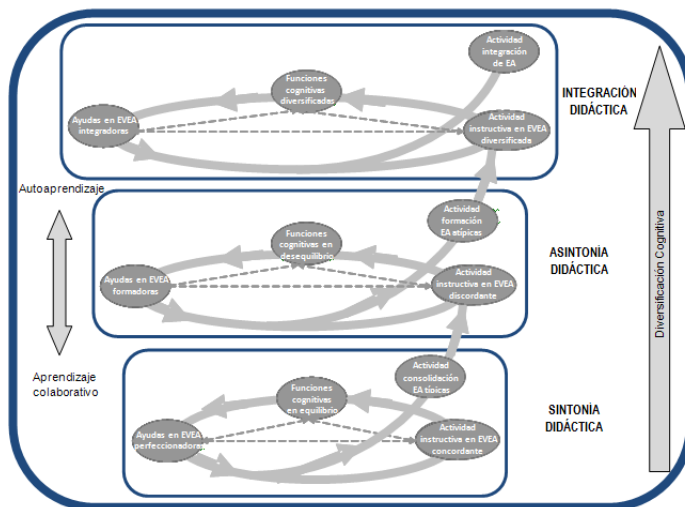 Actividad
integración
de EA
Funciones
cognitivas
diversificadas
INTEGRACIÓN
DIDÁCTICA
Ayudas en EVEA
integradoras
Actividad
instructiva en EVEA
diversificada
Autoaprendizaje
Actividad
formación
EA atípicas
Funciones
cognitivas en
desequilibrio
ASINTONÌA
DIDÁCTICA
Ayudas en EVEA
formadoras
Actividad
instructiva en EVEA
discordante
Diversificación Cognitiva
Aprendizaje
colaborativo
Actividad
consolidación
EA típicas
Funciones
cognitivas
en equilibrio
SINTONÌA
DIDÁCTICA
Ayudas en EVEA
perfeccionadoras
Actividad
instructiva en EVEA
concordante